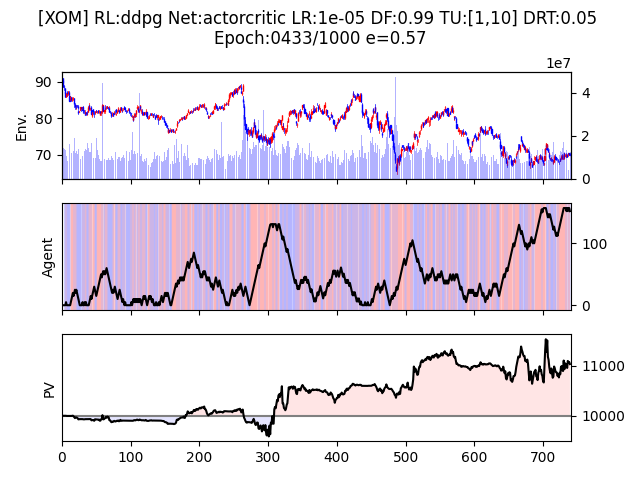 [XOM] RL:ddpg Net:actorcritic LR:1e-05 DF:0.99 TU:[1,10] DRT:0.05
Epoch:0433/1000 e=0.57
1e7
90
80
70
Env.
4
2
0
Agent
100
0
PV
11000
10000
0 100 200 300 400 500 600 700